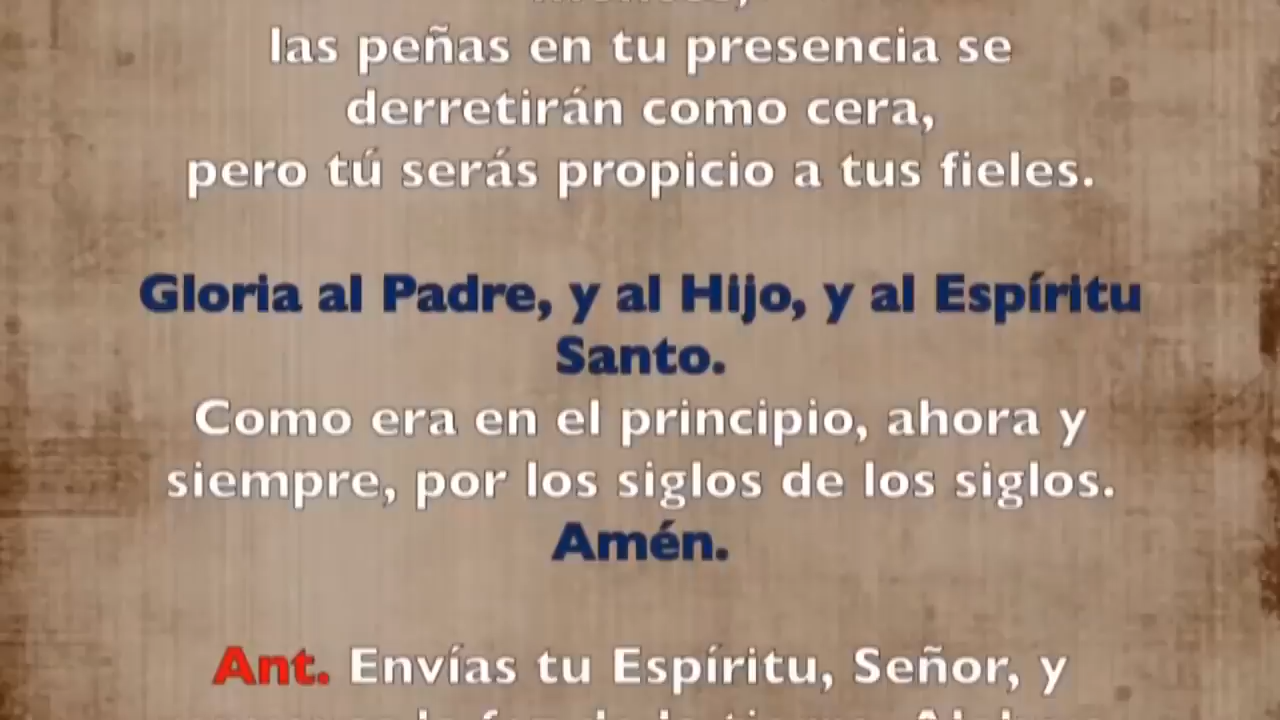 las peñas en tu presencia se
derretirán como cera,
pero tú serás propicio a tus fieles.
Gloria al Padre, y al Hijo, y al Espíritu
Santo.
Como era en el principio, ahora y
siempre, por los siglos de los siglos.
Amén.
Ant. Envías tu Espíritu, Señor, y